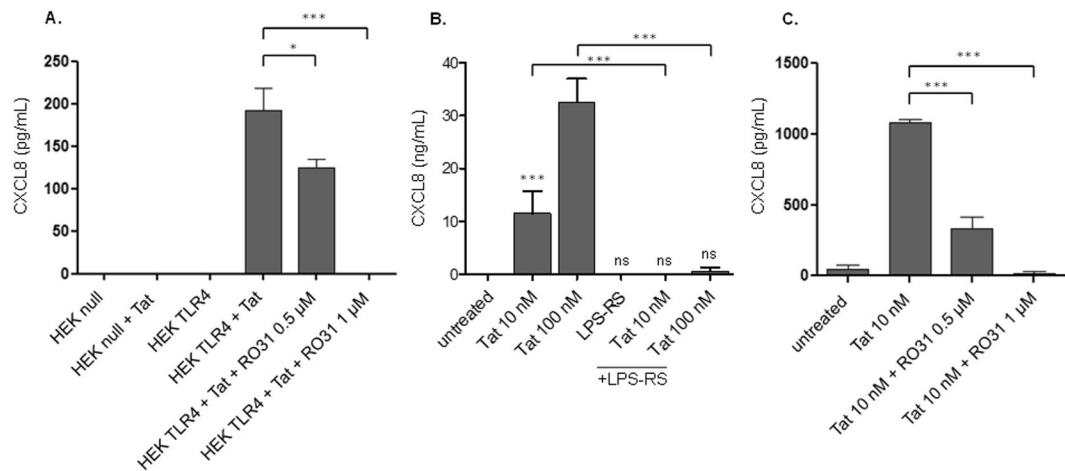 A.
CXCL8 (pg/mL)
250
200
150
100
50
0
***
*
HEK null
HEK null + Tat
HEK TLR4
HEK TLR4 + Tat
HEK TLR4 + Tat + RO31 0.5 µM
HEK TLR4 + Tat + RO31 1 µM
B.
CXCL8 (ng/mL)
40
30
20
10
0
***
***
***
ns
ns
ns
untreated
Tat 10 nM
Tat 100 nM
LPS-RS
Tat 10 nM
Tat 100 nM
+LPS-RS
C.
CXCL8 (pg/mL)
1500
1000
500
0
***
***
untreated
Tat 10 nM
Tat 10 nM + RO31 0.5 µM
Tat 10 nM + RO31 1 µM